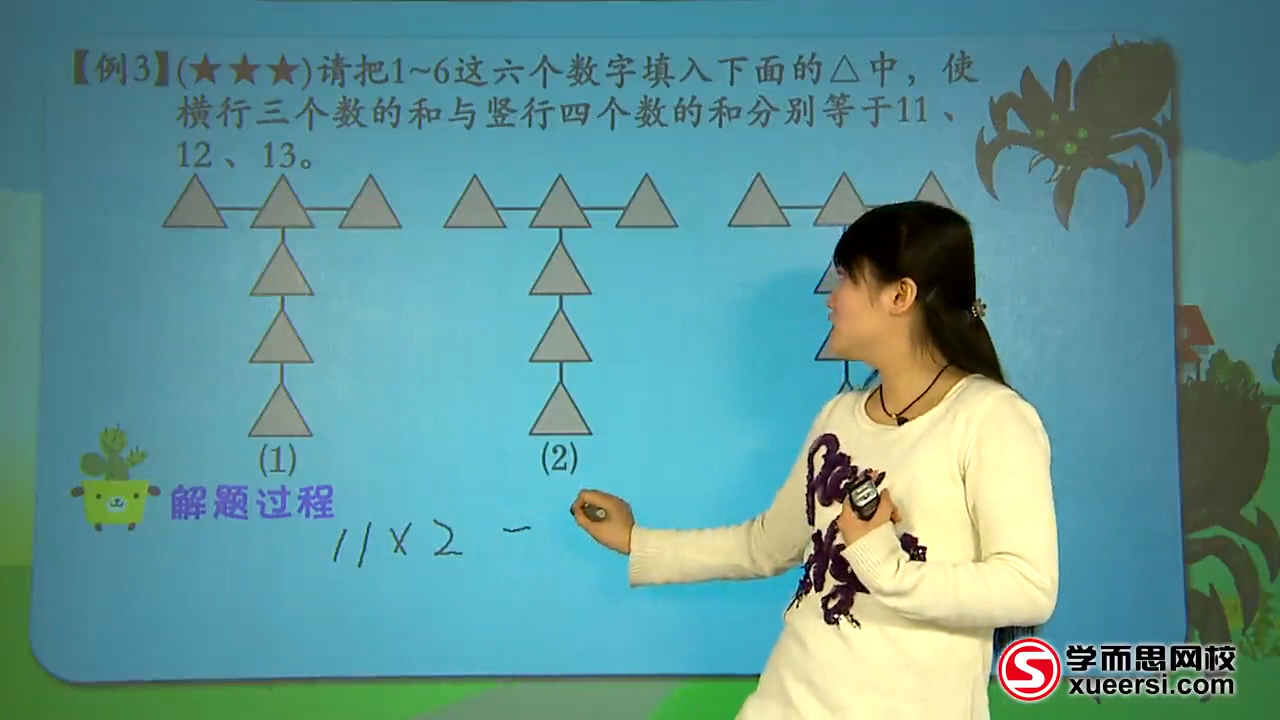 【例3】(★★★)请把1~6这六个数字填入下面的△中，使
横行三个数的和与竖行四个数的和分别等于11、
12、13。
(1)
(2)
解题过程
11×2 -
学而思网校
xueersi.com